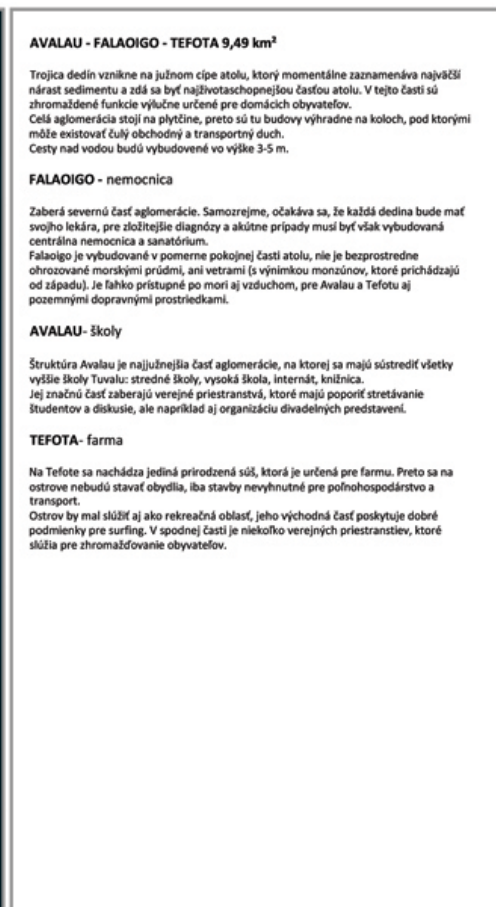 AVALAU - FALAOIGO - TEFOTA 9,49 km²
Trojica dedín vznikne na južnom cípe atolu, ktorý momentálne zaznamenáva najväčší
nárast sedimentu a zdá sa byť najživotaschopnejšou časťou atolu. V tejto časti sú
zhromaždené funkcie výlučne určené pre domácich obyvateľov.
Celá aglomerácia stojí na plytčine, preto sú tu budovy výhradne na koloch, pod ktorými
môže existovať čulý obchodný a transportný duch.
Cesty nad vodou budú vybudované vo výške 3-5 m.
FALAOIGO - nemocnica
Zaberá severnú časť aglomerácie. Samozrejme, očakáva sa, že každá dedina bude mať
svojho lekára, pre zložitejšie diagnózy a akútne prípady musí byť však vybudovaná
centrálna nemocnica a sanatórium.
Falaoigo je vybudované v pomerne pokojnej časti atolu, nie je bezprostredne
ohrozované morskými prúdmi, ani vetrami (s výnimkou monzúnov, ktoré prichádzajú
od západu). Je ľahko prístupné po mori aj vzduchom, pre Avalau a Tefotu aj
pozemnými dopravnými prostriedkami.
AVALAU- školy
Štruktúra Avalau je najjužnejšia časť aglomerácie, na ktorej sa majú sústrediť všetky
vyššie školy Tuvalu: stredné školy, vysoká škola, internát, knižnica.
Jej značnú časť zaberajú verejné priestranstvá, ktoré majú poporiť stretávanie
študentov a diskusie, ale napríklad aj organizáciu divadelných predstavení.
TEFOTA- farma
Na Tefote sa nachádza jediná prirodzená súš, ktorá je určená pre farmu. Preto sa na
ostrove nebudú stavať obydlia, iba stavby nevyhnutné pre poľnohospodárstvo a
transport.
Ostrov by mal slúžiť aj ako rekreačná oblasť, jeho východná časť poskytuje dobré
podmienky pre surfing. V spodnej časti je niekoľko verejných priestranstiev, ktoré
slúžia pre zhromažďovanie obyvateľov.